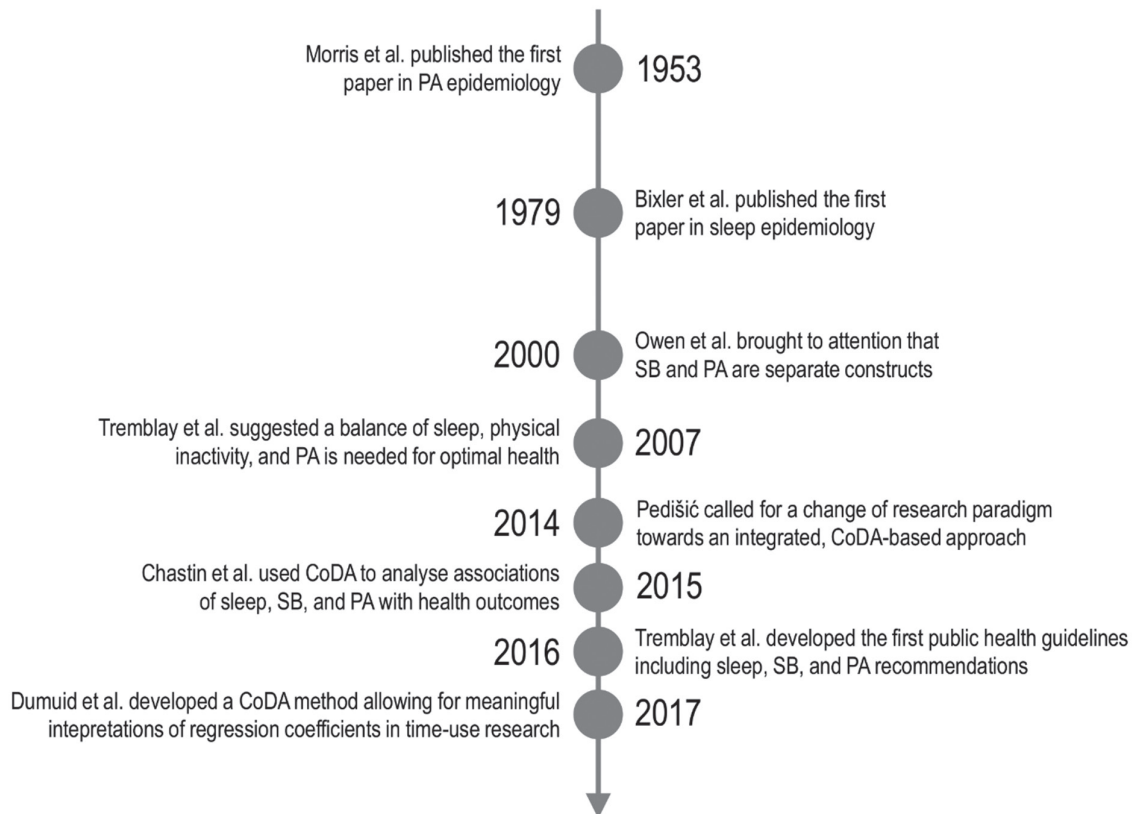 Morris et al. published the first
paper in PA epidemiology
1953
1979
Bixler et al. published the first
paper in sleep epidemiology
2000
Owen et al. brought to attention that
SB and PA are separate constructs
Tremblay et al. suggested a balance of sleep, physical
inactivity, and PA is needed for optimal health
2007
2014
Pedišić called for a change of research paradigm
towards an integrated, CoDA-based approach
Chastin et al. used CoDA to analyse associations
of sleep, SB, and PA with health outcomes
2015
2016
Tremblay et al. developed the first public health guidelines
including sleep, SB, and PA recommendations
Dumuid et al. developed a CoDA method allowing for meaningful
intepretations of regression coefficients in time-use research
2017